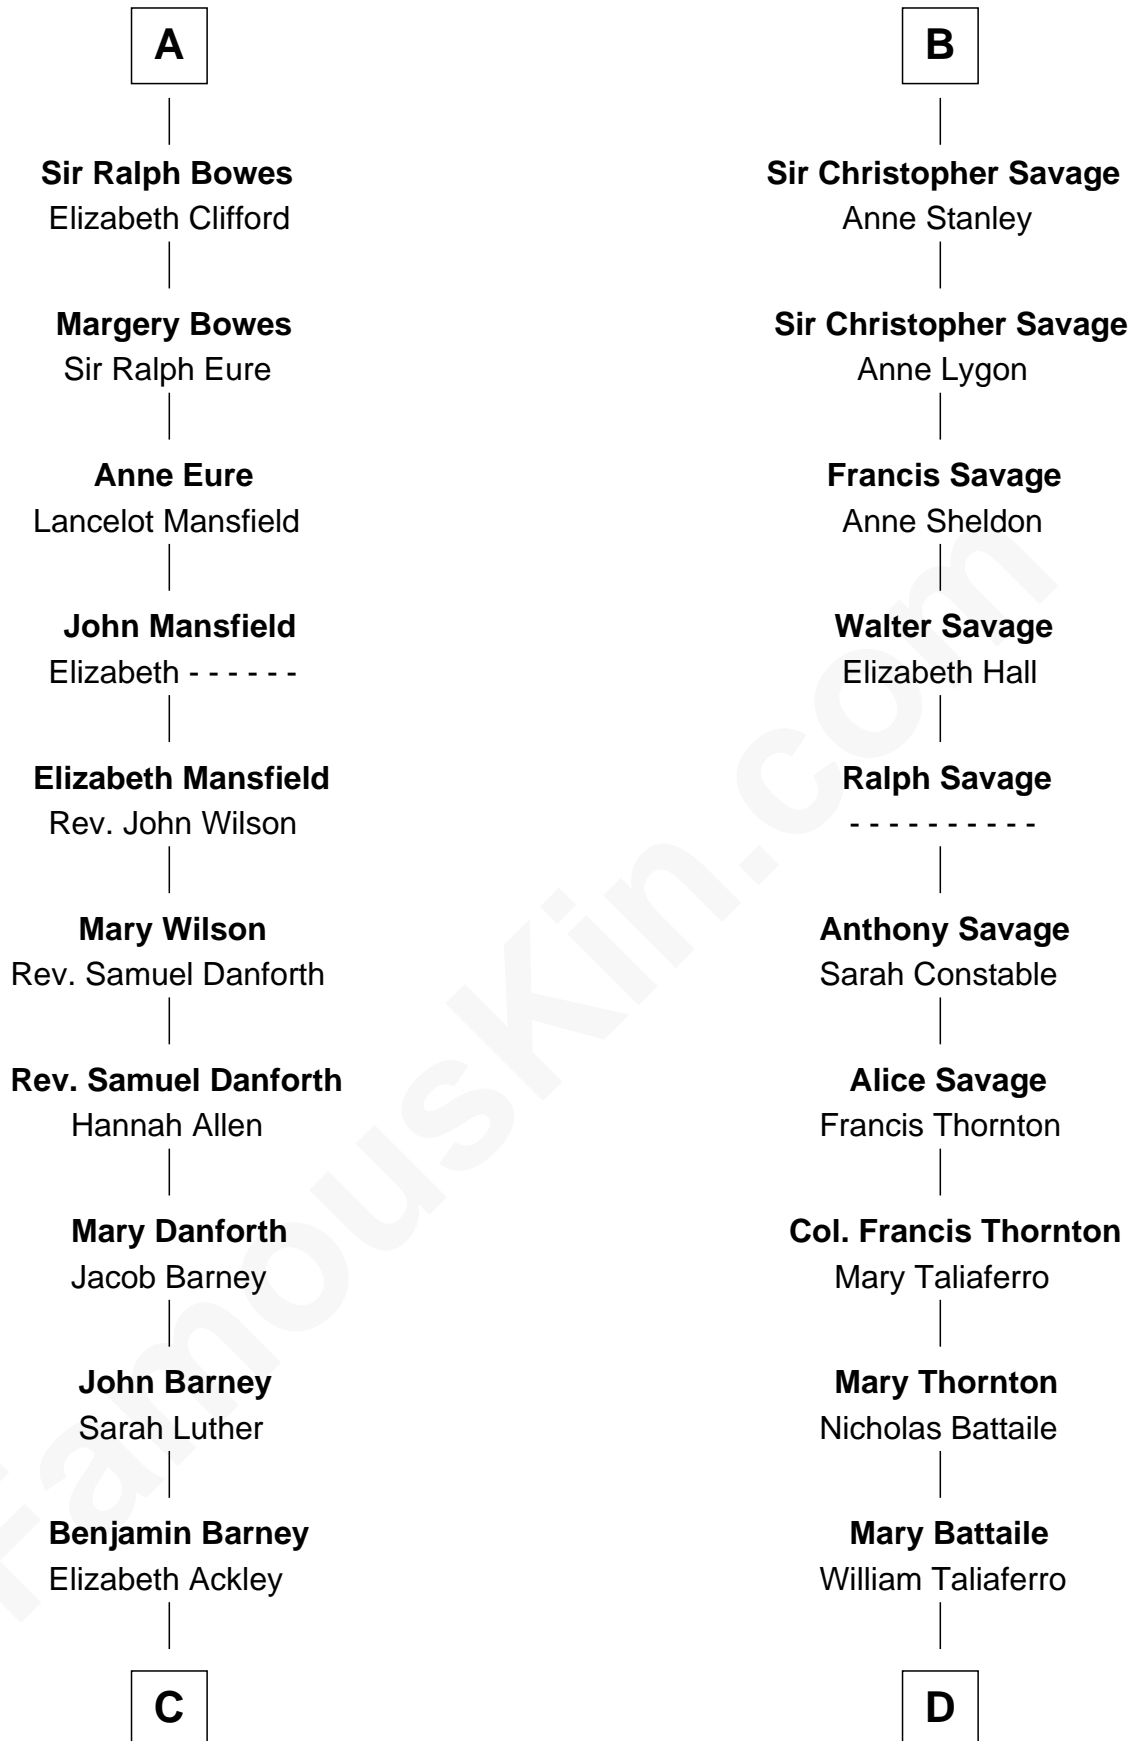 A
Sir Ralph Bowes
Elizabeth Clifford
Margery Bowes
Sir Ralph Eure
Anne Eure
Lancelot Mansfield
John Mansfield
Elizabeth - - - - - -
Elizabeth Mansfield
Rev. John Wilson
Mary Wilson
Rev. Samuel Danforth
Rev. Samuel Danforth
Hannah Allen
Mary Danforth
Jacob Barney
John Barney
Sarah Luther
Benjamin Barney
Elizabeth Ackley
C
B
Sir Christopher Savage
Anne Stanley
Sir Christopher Savage
Anne Lygon
Francis Savage
Anne Sheldon
Walter Savage
Elizabeth Hall
Ralph Savage
- - - - - - - - - -
Anthony Savage
Sarah Constable
Alice Savage
Francis Thornton
Col. Francis Thornton
Mary Taliaferro
Mary Thornton
Nicholas Battaile
Mary Battaile
William Taliaferro
D
FamousKin.com